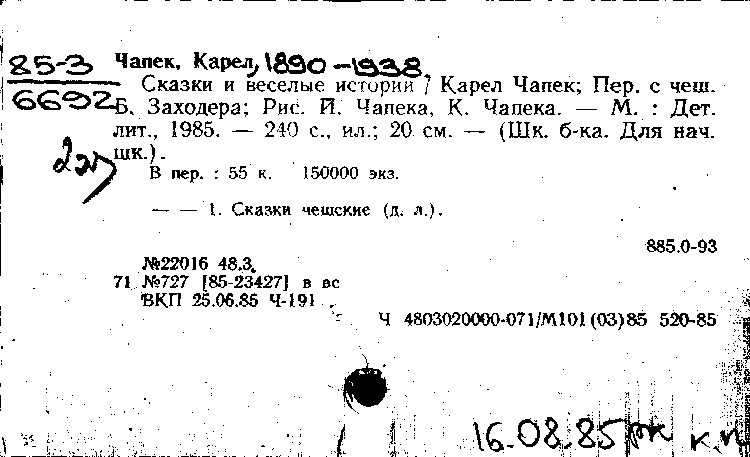 85-3 Чапек, Карел, 1890-1938.
Сказки и веселые истории / Карел Чапек; Пер. с чеш.
6692 Б. Заходера; Рис. Й. Чапека, К. Чапека. — М. : Дет.
лит., 1985. — 240 с., ил.; 20 см. — (Шк. б-ка. Для нач.
шк.).
2эк
В пер. : 55 к. 150000 экз.
— — 1. Сказки чешские (д. л.).
885.0-93
№22016 48.3.
71 №727 [85-23427] в вс
ВКП 25.06.85 Ч-191
Ч 4803020000-071/М101(03)85 520-85
16.08.85 рк к.п